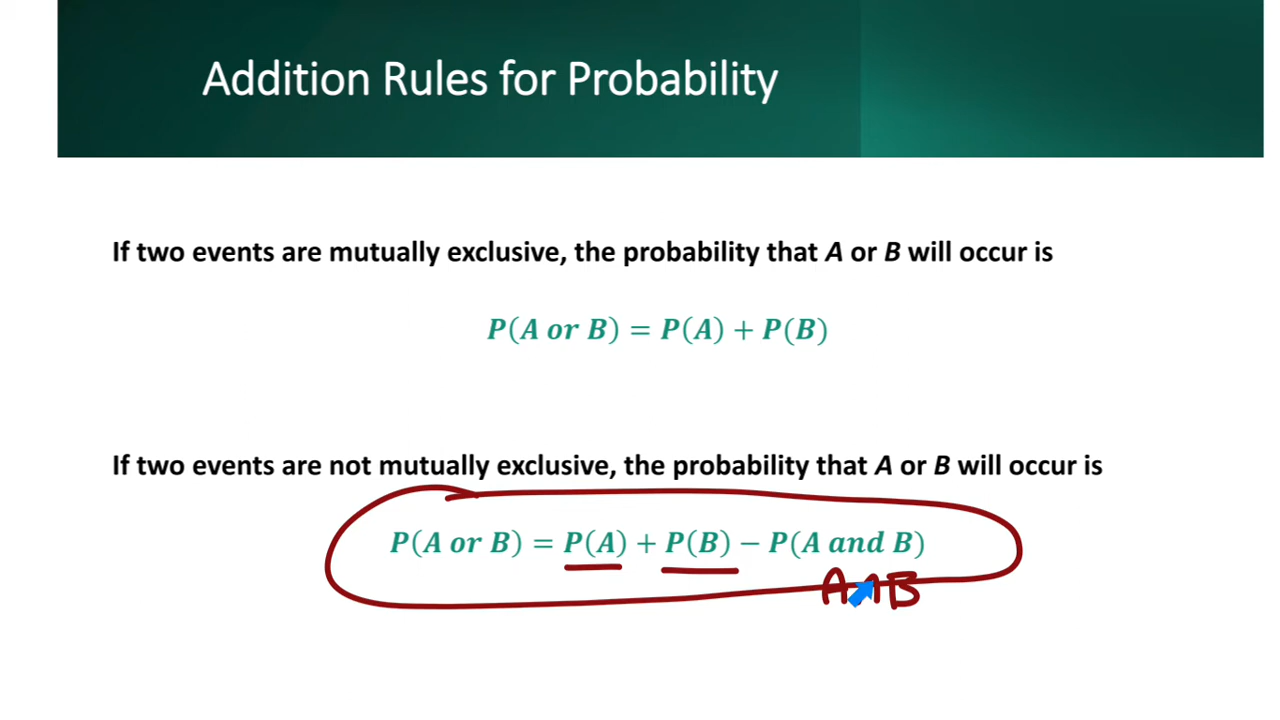 Addition Rules for Probability
If two events are mutually exclusive, the probability that A or B will occur is
P(A or B) = P(A) + P(B)
If two events are not mutually exclusive, the probability that A or B will occur is
P(A or B) = P(A) + P(B) − P(A and B)
A∩B